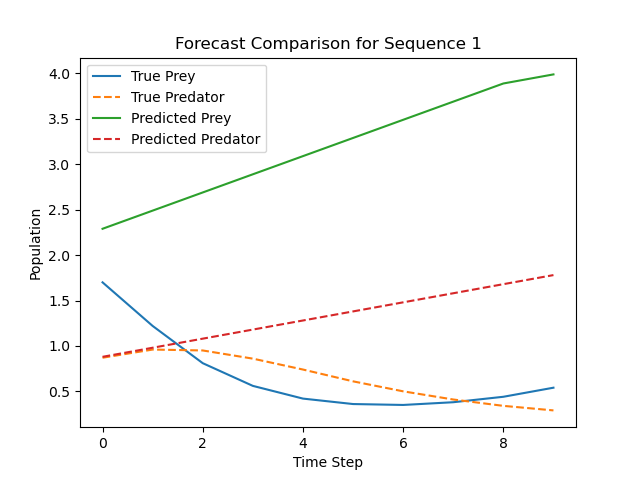 Forecast Comparison for Sequence 1
True Prey
True Predator
Predicted Prey
Predicted Predator
Population
4.0
3.5
3.0
2.5
2.0
1.5
1.0
0.5
0 2 4 6 8
Time Step